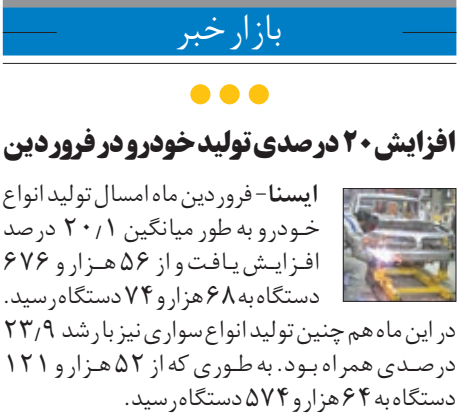 بازار خبر
افزایش ۲۰ درصدی تولید خودرو در فروردین
ایسنا- فروردین ماه امسال تولید انواع
خودرو به طور میانگین ۲۰٫۱ درصد
افزایش یافت و از ۵۶ هزار و ۶۷۶
دستگاه به ۶۸ هزار و ۷۴ دستگاه رسید.
در این ماه هم چنین تولید انواع سواری نیز با رشد ۲۳٫۹
درصدی همراه بود. به طوری که از ۵۲ هزار و ۱۲۱
دستگاه به ۶۴ هزار و ۵۷۴ دستگاه رسید.